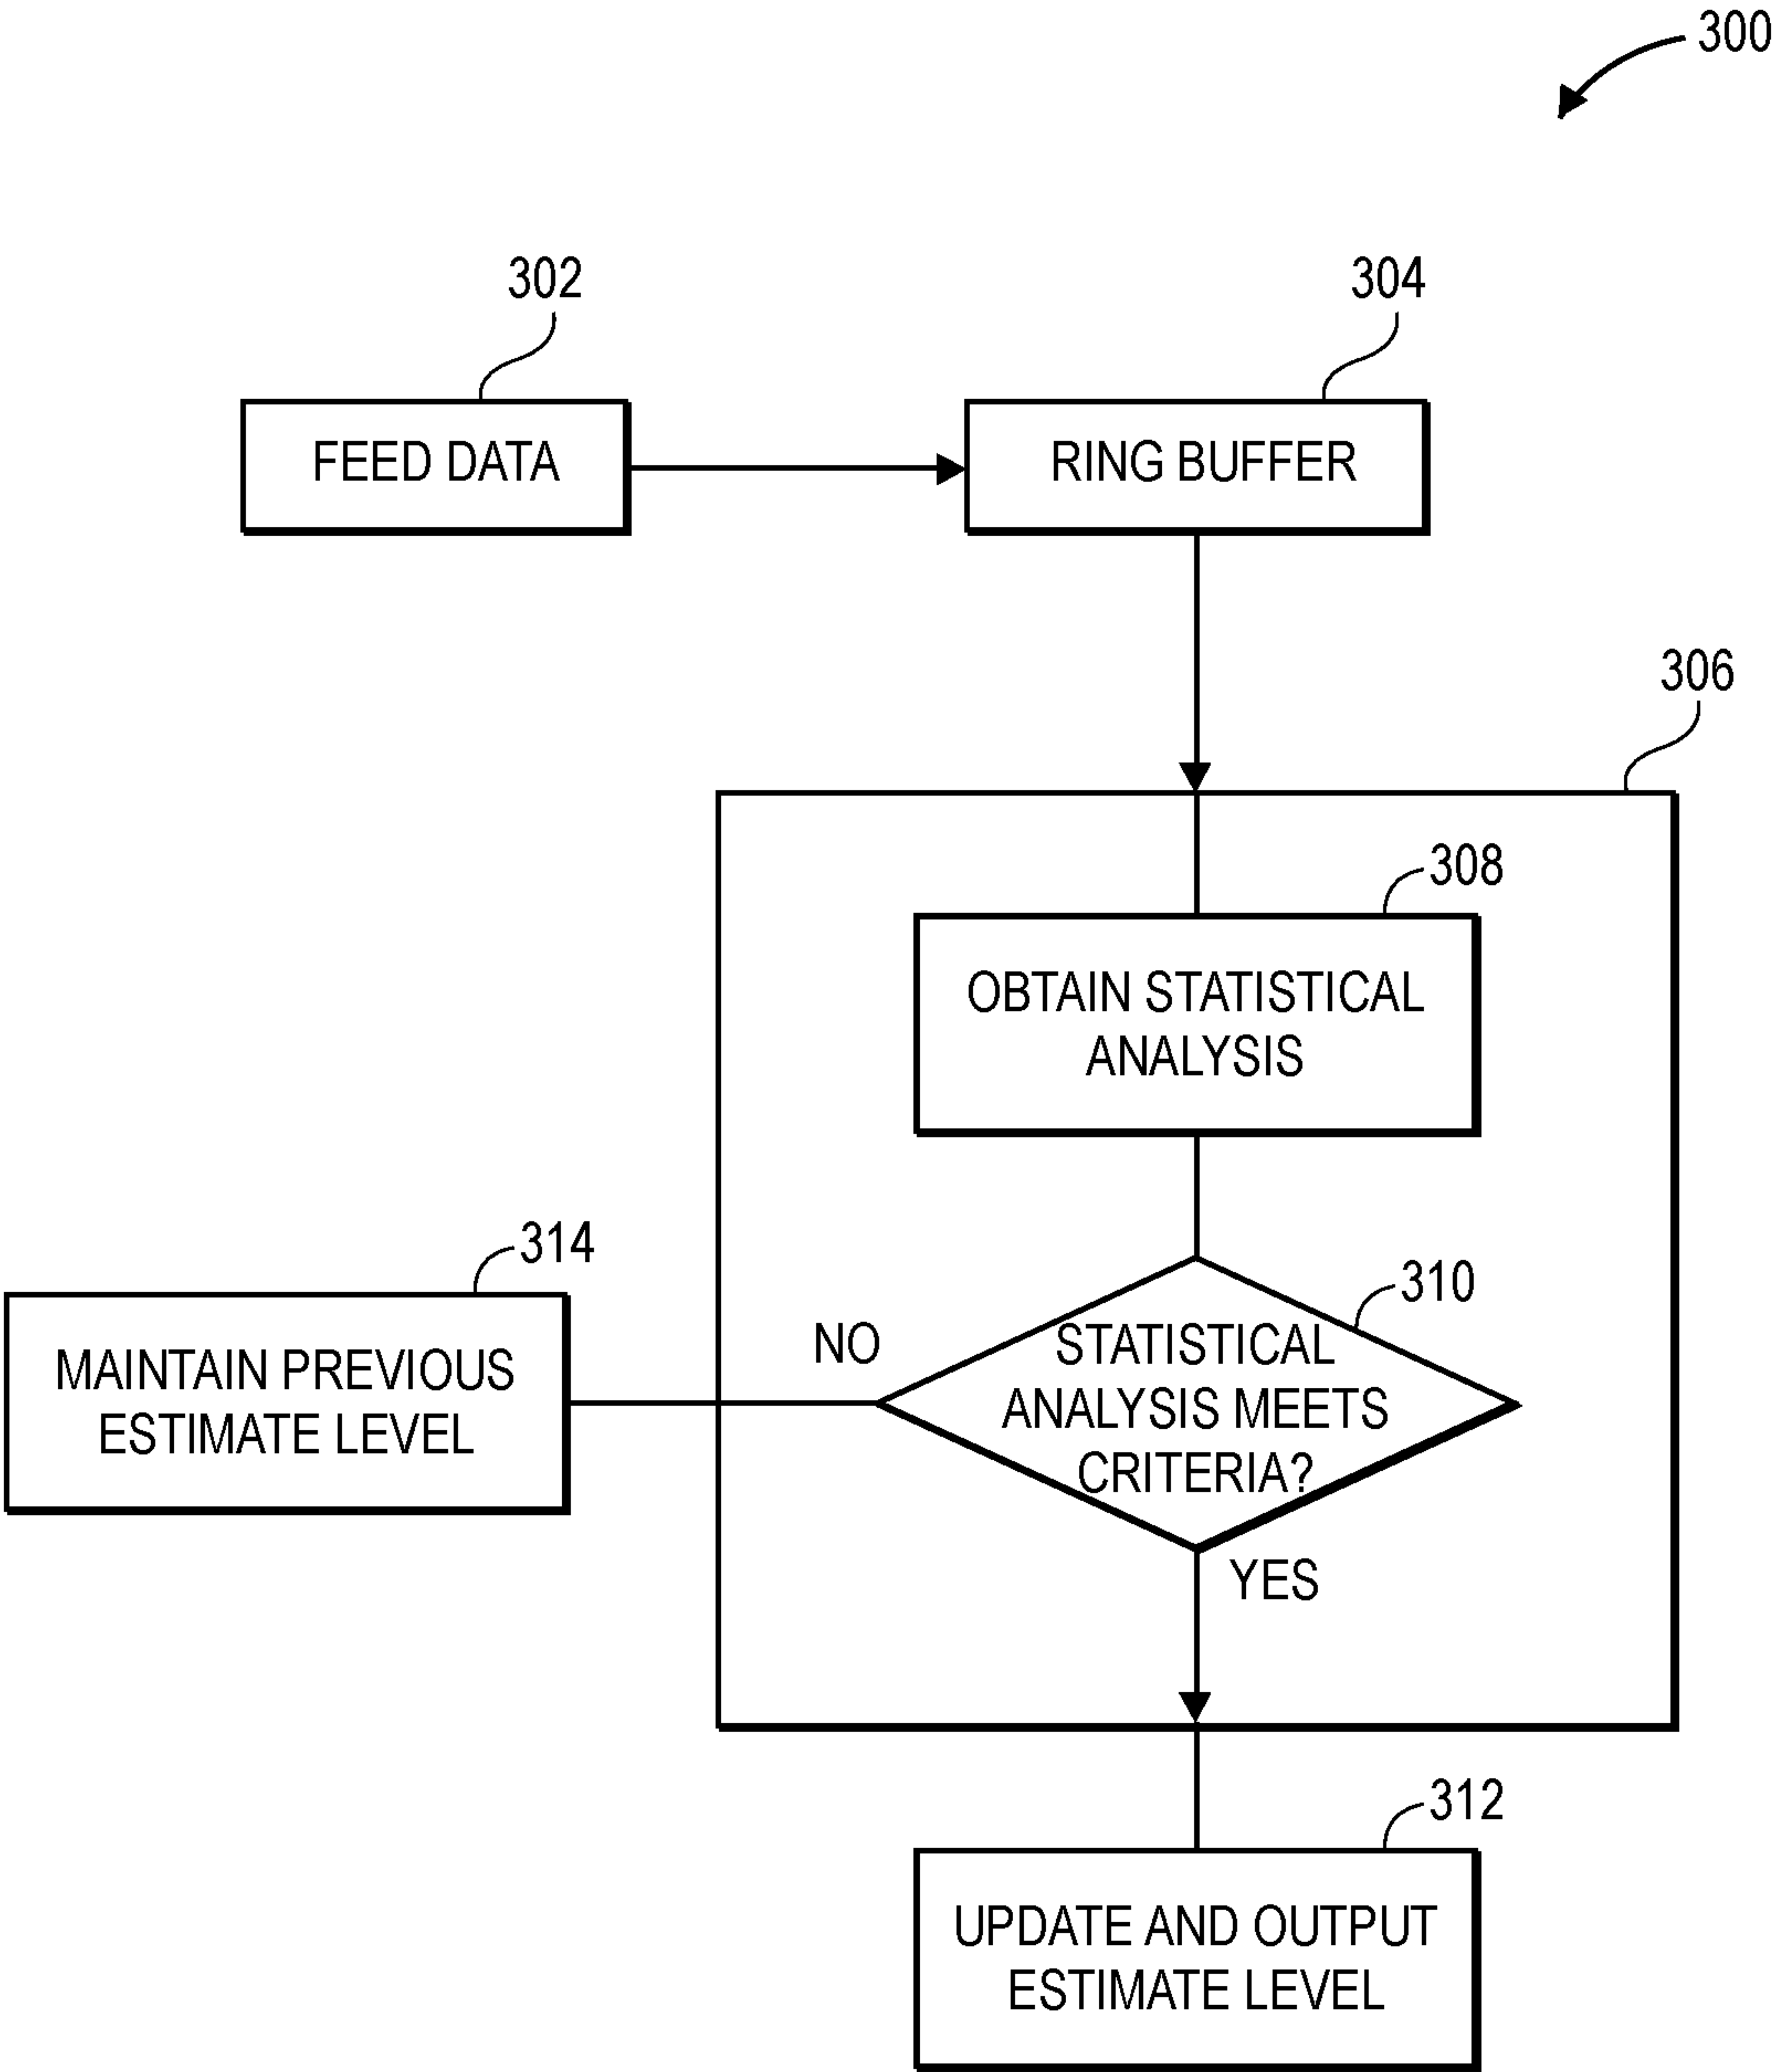 300
302
304
FEED DATA
RING BUFFER
306
308
OBTAIN STATISTICAL
ANALYSIS
314
310
MAINTAIN PREVIOUS
ESTIMATE LEVEL
NO
STATISTICAL
ANALYSIS MEETS
CRITERIA?
YES
312
UPDATE AND OUTPUT
ESTIMATE LEVEL